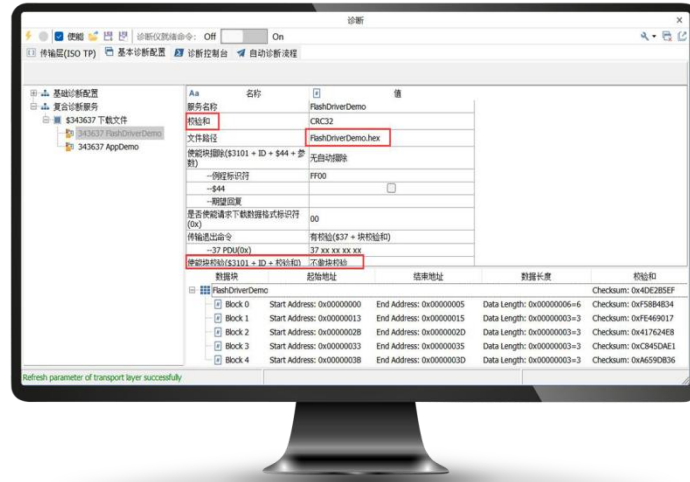 诊断
使能 诊断仪就绪命令: Off On
传输层(ISO TP) 基本诊断配置 诊断控制台 自动诊断流程
基础诊断配置
复合诊断服务
$343637 下载文件
343637 FlashDriverDemo
343637 AppDemo
Aa 名称 # 值
服务名称 FlashDriverDemo
校验和 CRC32
文件路径 FlashDriverDemo.hex
使能块擦除($3101 + ID + $44 + 参数) 无自动擦除
--例程标识符 FF00
--$44
--期望回复
是否使能请求下载数据格式标识符(0x) 00
传输退出命令 有校验($37 + 块校验和)
--37 PDU(0x) 37 xx xx xx xx
使能块校验($3101 + ID + 校验和) 不做块校验
数据块 起始地址 结束地址 数据长度 校验和
FlashDriverDemo Checksum: 0x4DE2B5EF
Block 0 Start Address: 0x00000000 End Address: 0x00000005 Data Length: 0x00000006=6 Checksum: 0xF58B4B34
Block 1 Start Address: 0x00000013 End Address: 0x00000015 Data Length: 0x00000003=3 Checksum: 0xFE469017
Block 2 Start Address: 0x0000002B End Address: 0x0000002D Data Length: 0x00000003=3 Checksum: 0x417624E8
Block 3 Start Address: 0x00000033 End Address: 0x00000035 Data Length: 0x00000003=3 Checksum: 0xC845DAE1
Block 4 Start Address: 0x0000003B End Address: 0x0000003D Data Length: 0x00000003=3 Checksum: 0xA659DB36
Refresh parameter of transport layer successfully